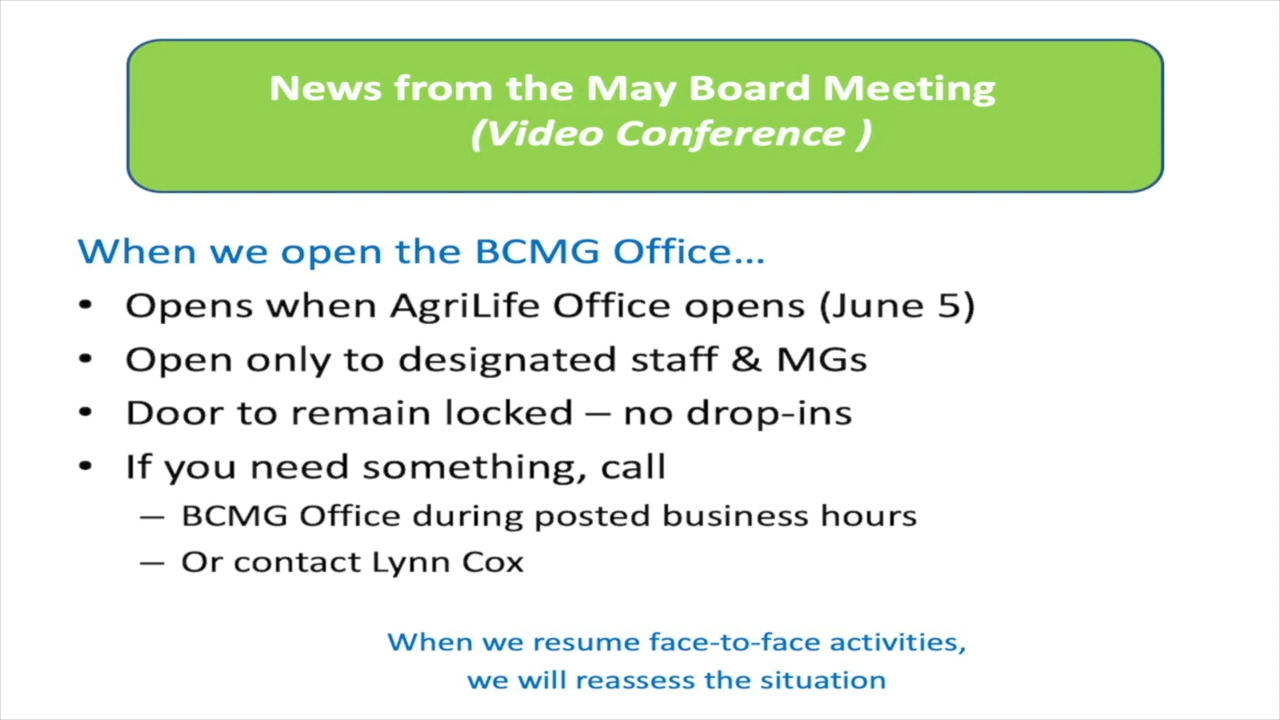 News from the May Board Meeting
(Video Conference )
When we open the BCMG Office...
• Opens when AgriLife Office opens (June 5)
• Open only to designated staff & MGs
• Door to remain locked – no drop-ins
• If you need something, call
– BCMG Office during posted business hours
– Or contact Lynn Cox
When we resume face-to-face activities,
we will reassess the situation